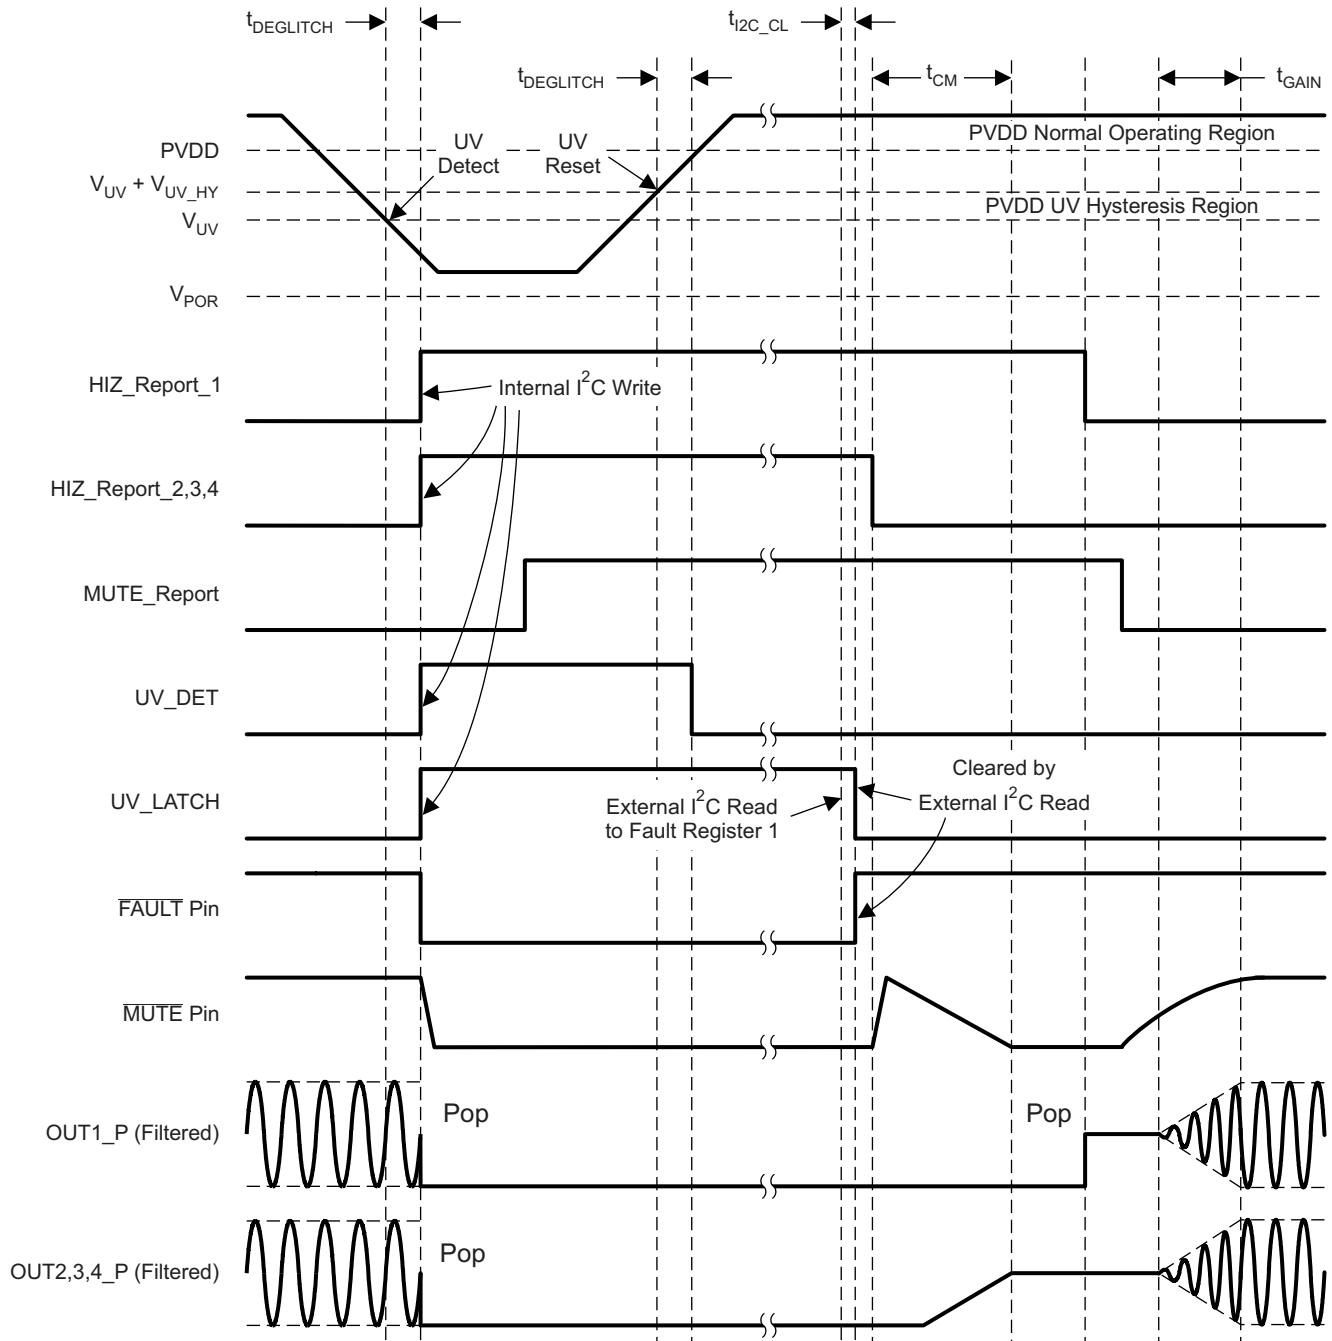 tDEGLITCH
tI2C_CL
tDEGLITCH
tCM
tGAIN
PVDD Normal Operating Region
PVDD
UV
Detect
UV
Reset
VUV + VUV_HY
PVDD UV Hysteresis Region
VUV
VPOR
HIZ_Report_1
Internal I2C Write
HIZ_Report_2,3,4
MUTE_Report
UV_DET
UV_LATCH
External I2C Read
to Fault Register 1
Cleared by
External I2C Read
FAULT Pin
MUTE Pin
OUT1_P (Filtered)
Pop
Pop
OUT2,3,4_P (Filtered)
Pop